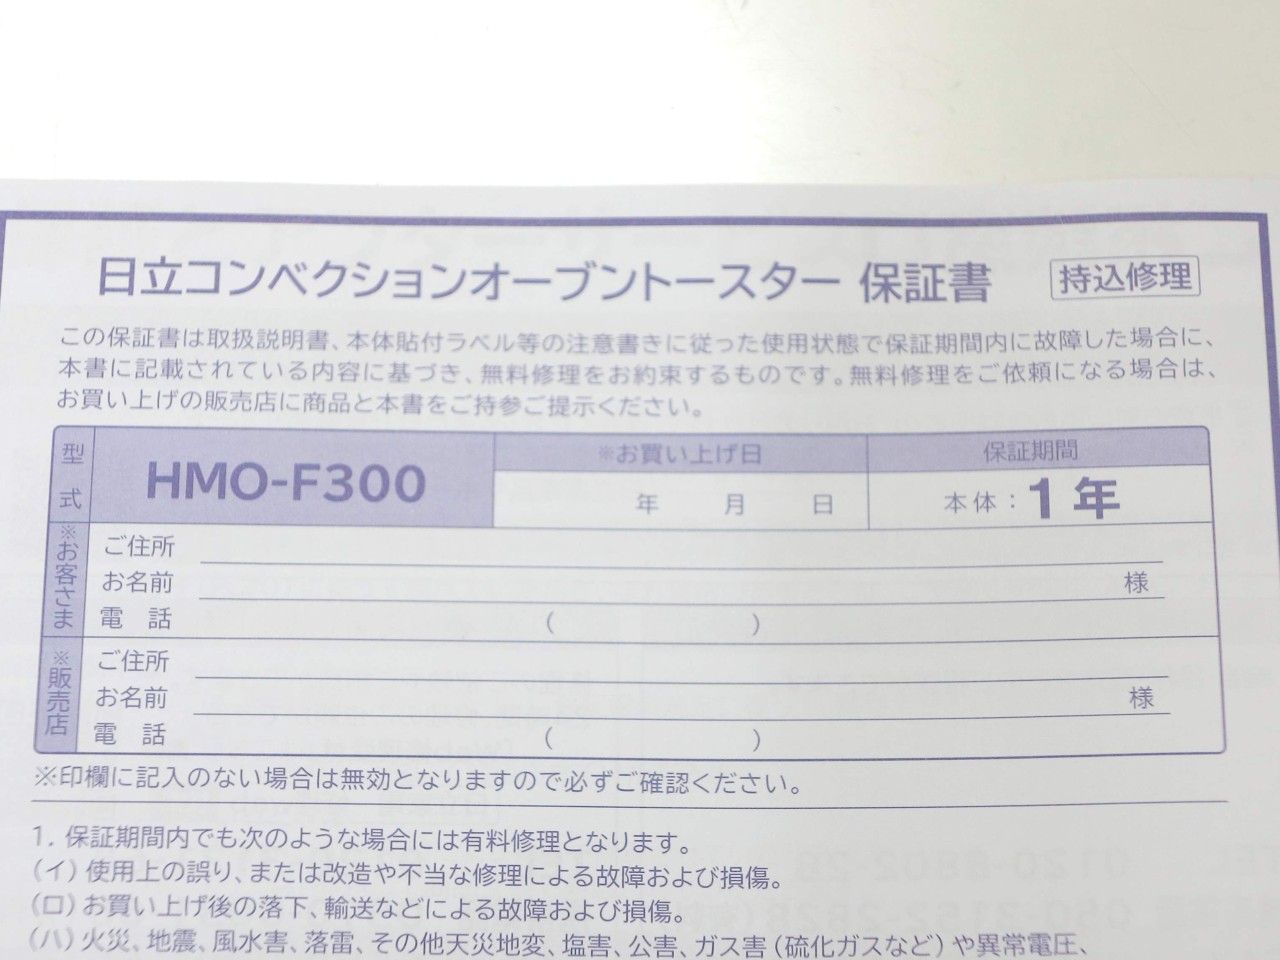 日立コンベクションオーブントースター 保証書 持込修理
この保証書は取扱説明書、本体貼付ラベル等の注意書きに従った使用状態で保証期間内に故障した場合に、
本書に記載されている内容に基づき、無料修理をお約束するものです。無料修理をご依頼になる場合は、
お買い上げの販売店に商品と本書をご持参ご提示ください。
型式 HMO-F300
※お買い上げ日
年 月 日
保証期間
本体：1年
※お客さま
ご住所
お名前 様
電話 ( )
※販売店
ご住所
お名前 様
電話 ( )
※印欄に記入のない場合は無効となりますので必ずご確認ください。
1. 保証期間内でも次のような場合には有料修理となります。
(イ) 使用上の誤り、または改造や不当な修理による故障および損傷。
(ロ) お買い上げ後の落下、輸送などによる故障および損傷。
(ハ) 火災、地震、風水害、落雷、その他天災地変、塩害、公害、ガス害(硫化ガスなど)や異常電圧、